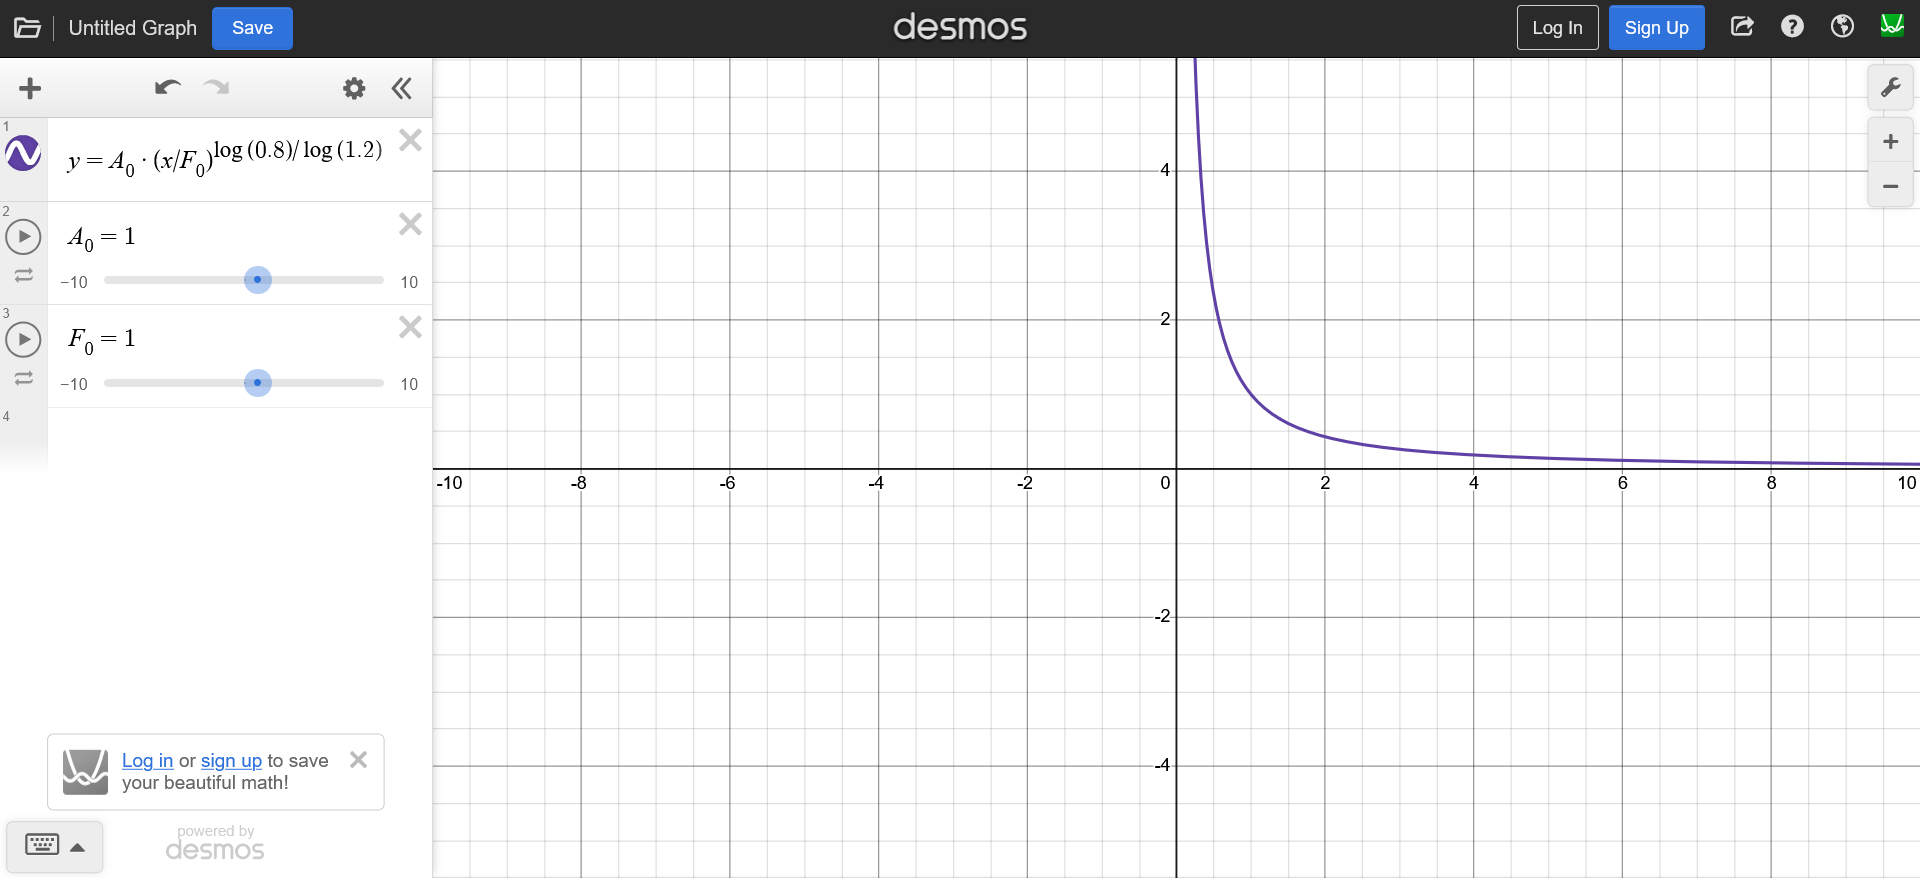 Untitled Graph
Save
desmos
Log In
Sign Up
1
y = A₀ · (x/F₀)^log (0.8)/ log (1.2)
2
A₀ = 1
−10
10
3
F₀ = 1
−10
10
4
Log in or sign up to save
your beautiful math!
powered by
desmos
4
2
-10 -8 -6 -4 -2 0 2 4 6 8 10
-2
-4